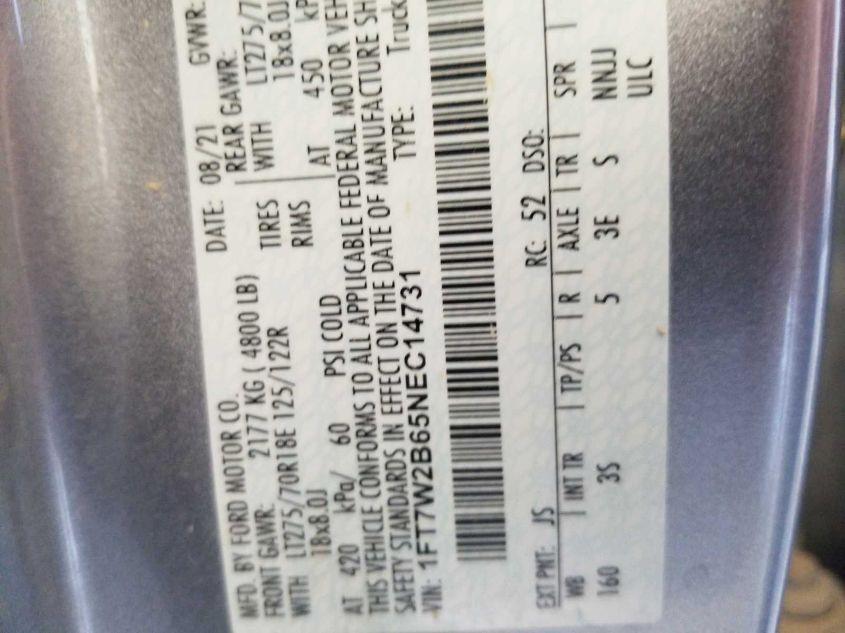 MFD. BY FORD MOTOR CO. DATE: 08/21 GVWR:
FRONT GAWR: 2177 KG ( 4800 LB) REAR GAWR:
WITH LT275/70R18E 125/122R TIRES WITH LT275/7
18x8.0J RIMS 18x8.0J
AT 420 kPa/ 60 PSI COLD AT 450 kP
THIS VEHICLE CONFORMS TO ALL APPLICABLE FEDERAL MOTOR VEH
SAFETY STANDARDS IN EFFECT ON THE DATE OF MANUFACTURE SH
VIN: 1FT7W2B65NEC14731 TYPE: Truck
EXT PNT: JS RC: 52 DSO:
WB | INT TR | TP/PS | R | AXLE | TR | SPR |
160 3S 5 3E S NNJJ
ULC